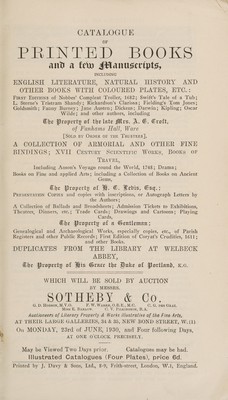 CATALOGUE
OF
PRINTED BOOKS
and a few Manuscripts,
INCLUDING
ENGLISH LITERATURE, NATURAL HISTORY AND
OTHER BOOKS WITH COLOURED PLATES, ETC.:
FIRST EDITIONS of Nobbes' Compleat Troller, 1682; Swift's Tale of a Tub;
L. Sterne's Tristram Shandy; Richardson's Clarissa; Fielding's Tom Jones;
Goldsmith; Fanny Burney; Jane Austen; Dickens; Darwin; Kipling; Oscar
Wilde; and other authors, including
The Property of the late Mrs. A. E. Croft,
of Fanhams Hall, Ware
[SOLD BY ORDER OF THE TRUSTEES].
A COLLECTION OF ARMORIAL AND OTHER FINE
BINDINGS; XVII CENTURY SCIENTIFIC WORKS, BOOKS OF
TRAVEL,
Including Anson's Voyage round the World, 1748; Drama;
Books on Fine and Applied Arts; including a Collection of Books on Ancient
Gems,
The Property of H. C. Levis, Esq.;
PRESENTATION COPIES and copies with inscriptions, or Autograph Letters by
the Authors;
A Collection of Ballads and Broadsheets; Admission Tickets to Exhibitions,
Theatres, Dinners, etc.; Trade Cards; Drawings and Cartoons; Playing
Cards,
The Property of a Gentleman;
Genealogical and Archæological Works, especially copies, etc., of Parish
Registers and other Public Records; First Edition of Coryat's Crudities, 1611;
and other Books.
DUPLICATES FROM THE LIBRARY AT WELBECK
ABBEY,
The Property of His Grace the Duke of Portland, K.G.
WHICH WILL BE SOLD BY AUCTION
BY MESSRS.
SOTHEBY & Co.
G. D. HOBSON, M.V.O. F. W. WARRE, O.B.E., M.C. C. G. DES GRAZ.
MISS E. BARLOW. C. V. PILKINGTON.
Auctioneers of Literary Property & Works illustrative of the Fine Arts,
AT THEIR LARGE GALLERIES, 34 & 35, NEW BOND STREET, W.(1)
ON MONDAY, 23RD OF JUNE, 1930, and Four following Days,
AT ONE O'CLOCK PRECISELY.
May be Viewed Two Days prior. Catalogues may be had.
Illustrated Catalogues (Four Plates), price 6d.
Printed by J. Davy & Sons, Ltd., 8-9, Frith-street, London, W.1, England.